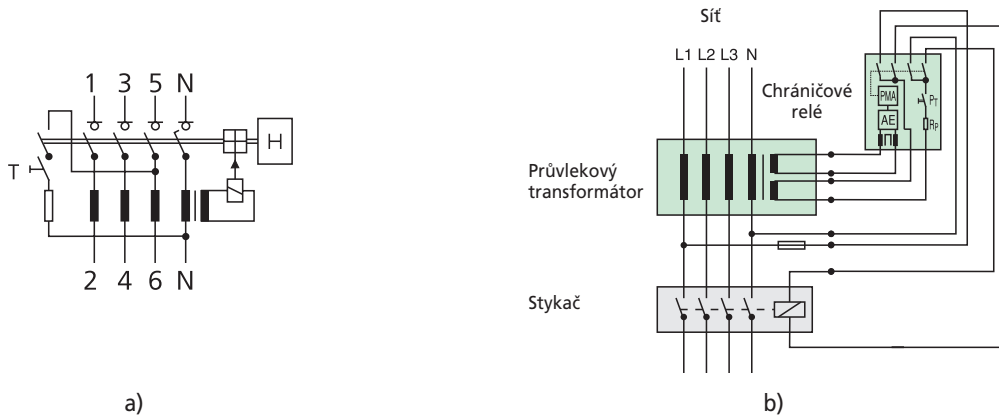 1 3 5 N
H
T
2 4 6 N
a)
Síť
L1 L2 L3 N
Chráničové
relé
PMA
PT
AE
RP
Průvlekový
transformátor
Stykač
b)